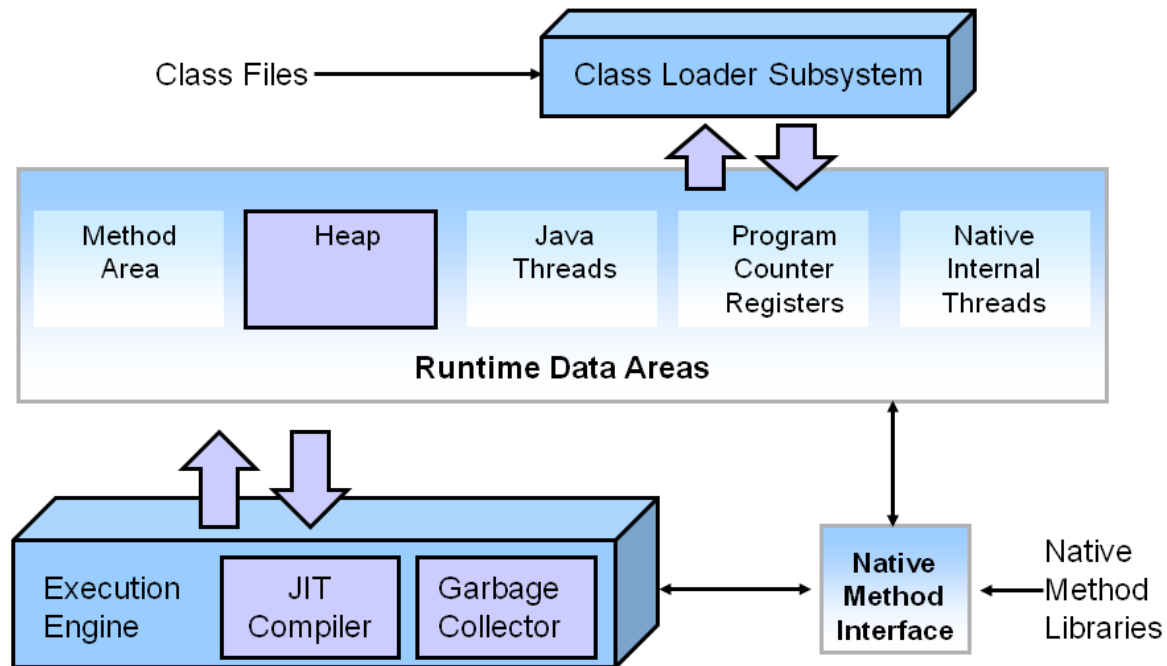 Class Files
Class Loader Subsystem
Method
Area
Heap
Java
Threads
Program
Counter
Registers
Native
Internal
Threads
Runtime Data Areas
Execution
Engine
JIT
Compiler
Garbage
Collector
Native
Method
Interface
Native
Method
Libraries